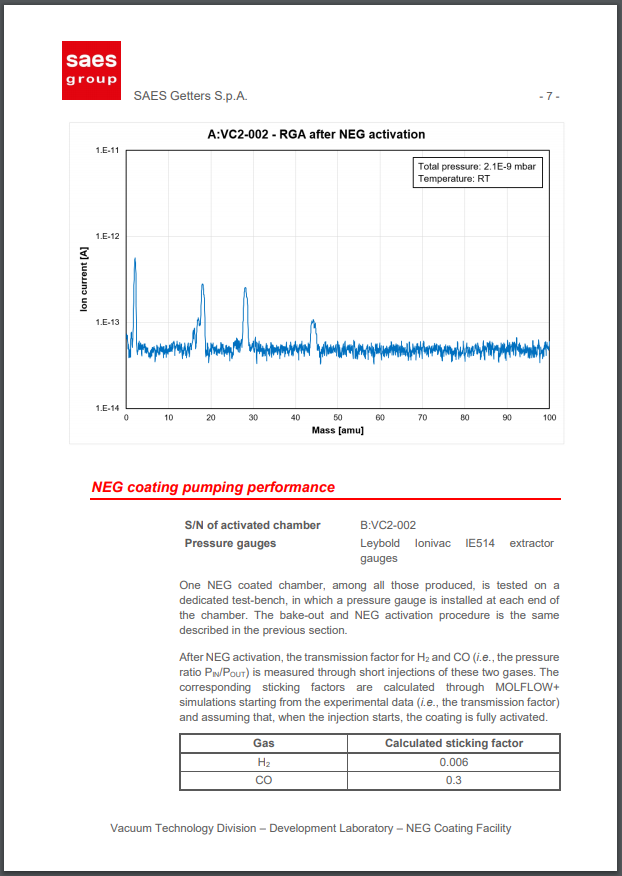 saes
group
SAES Getters S.p.A.
- 7 -
A:VC2-002 - RGA after NEG activation
1.E-11
Total pressure: 2.1E-9 mbar
Temperature: RT
1.E-12
Ion current [A]
1.E-13
1.E-14
0 10 20 30 40 50 60 70 80 90 100
Mass [amu]
NEG coating pumping performance
S/N of activated chamber B:VC2-002
Pressure gauges Leybold Ionivac IE514 extractor
gauges
One NEG coated chamber, among all those produced, is tested on a
dedicated test-bench, in which a pressure gauge is installed at each end of
the chamber. The bake-out and NEG activation procedure is the same
described in the previous section.
After NEG activation, the transmission factor for H₂ and CO (i.e., the pressure
ratio PIN/POUT) is measured through short injections of these two gases. The
corresponding sticking factors are calculated through MOLFLOW+
simulations starting from the experimental data (i.e., the transmission factor)
and assuming that, when the injection starts, the coating is fully activated.
Gas Calculated sticking factor
H₂ 0.006
CO 0.3
Vacuum Technology Division – Development Laboratory – NEG Coating Facility